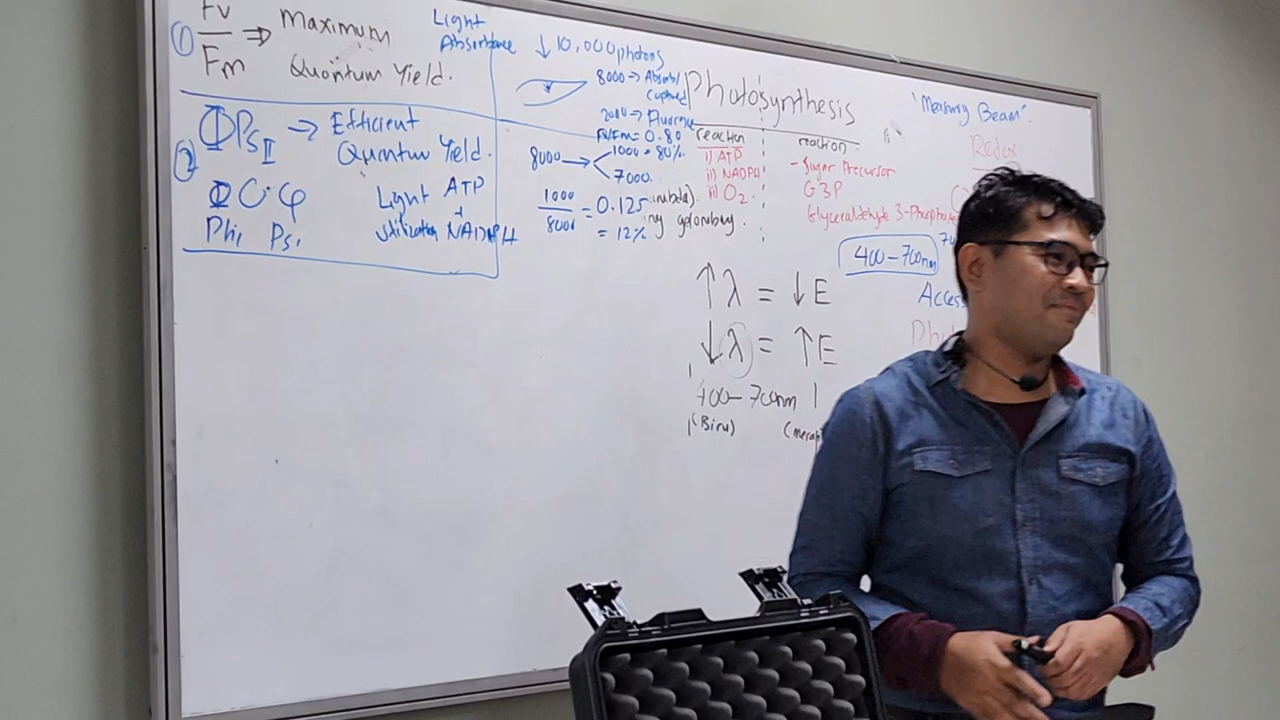 ① Fv/Fm ⇒ Maximum
Quantum Yield.
Light
Absorbance
② ΦPSII → Efficient
Quantum Yield.
Light ATP
+
utilization NADPH
Phi, Psi,
↓ 10,000 photons
8000 → Absorb/
Captured
2000 →
Fv/Fm = 0.80
8000 → 1000 = 80%.
7000.
1000/8000 = 0.125
= 12%
gelombang.
Photosynthesis
reaction
i) ATP
ii) NADPH
iii) O2.
reaction.
- Sugar Precursor
G3P
Glyceraldehyde 3-Phosphate
"Measuring Beam".
Redox
400-700nm
↑λ = ↓E
↓λ = ↑E
400-700nm
(Biru)